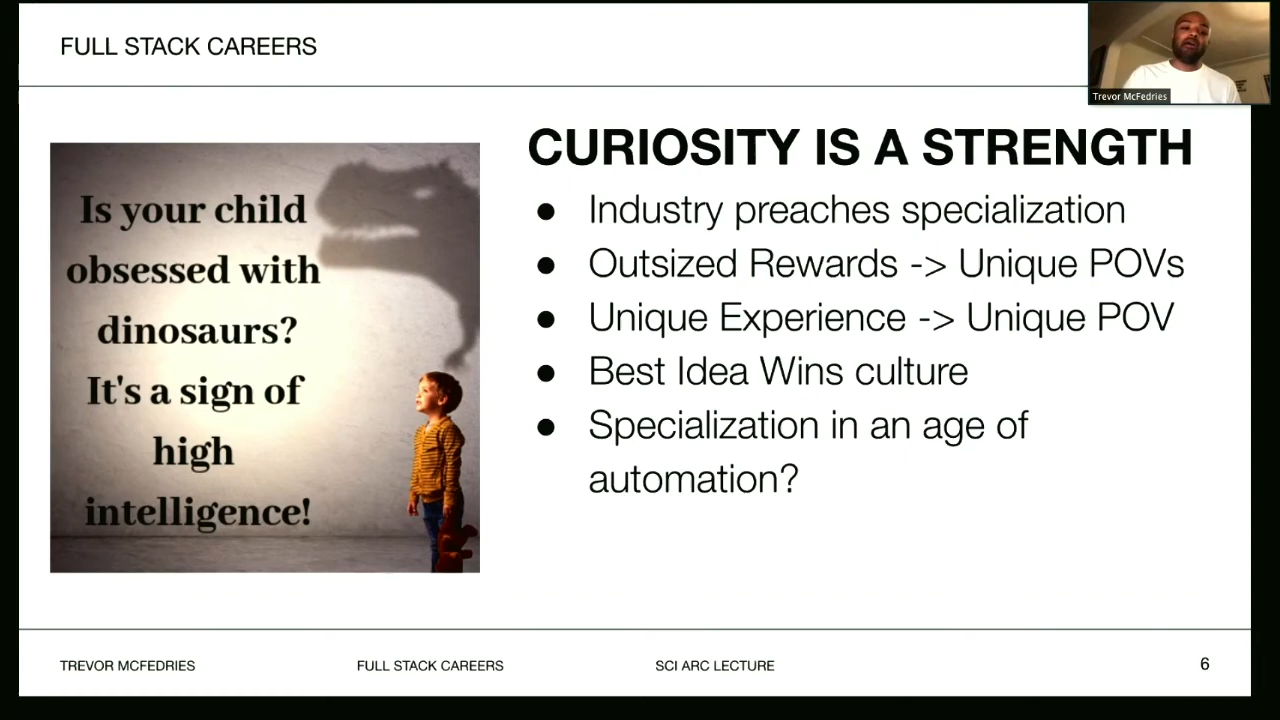 FULL STACK CAREERS
Trevor McFedries
Is your child
obsessed with
dinosaurs?
It's a sign of
high
intelligence!
CURIOSITY IS A STRENGTH
● Industry preaches specialization
● Outsized Rewards -> Unique POVs
● Unique Experience -> Unique POV
● Best Idea Wins culture
● Specialization in an age of
automation?
TREVOR MCFEDRIES
FULL STACK CAREERS
SCI ARC LECTURE
6